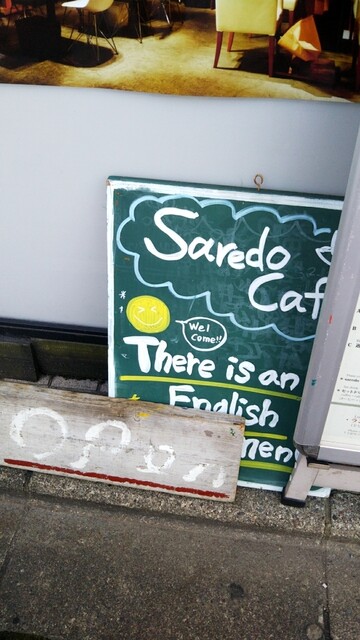 Saredo
Caf
Wel
come!!
There is an
English
men
open